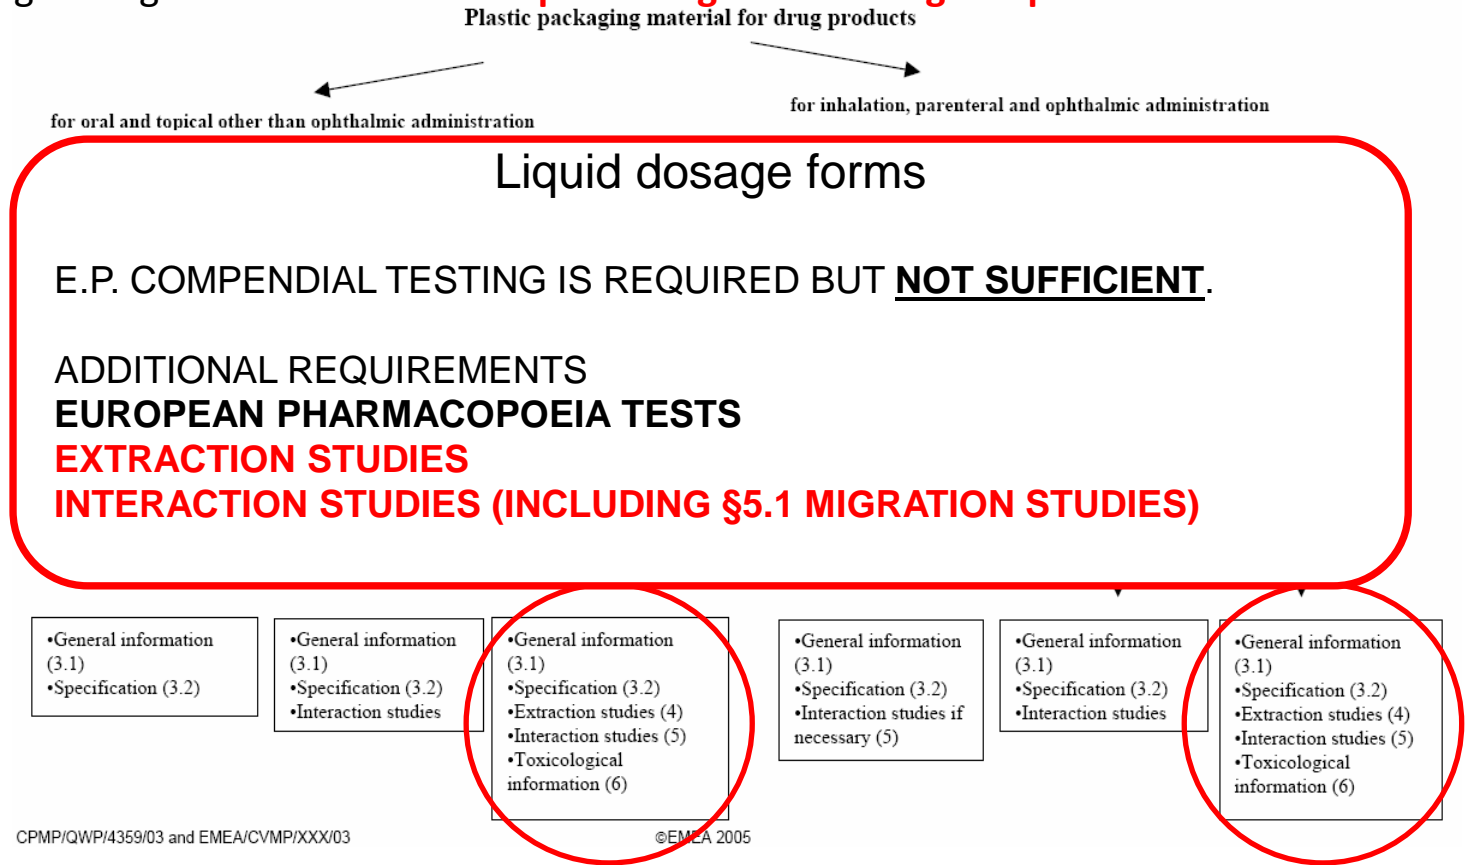 Plastic packaging material for drug products
for inhalation, parenteral and ophthalmic administration
for oral and topical other than ophthalmic administration
Liquid dosage forms
E.P. COMPENDIAL TESTING IS REQUIRED BUT NOT SUFFICIENT.
ADDITIONAL REQUIREMENTS
EUROPEAN PHARMACOPOEIA TESTS
EXTRACTION STUDIES
INTERACTION STUDIES (INCLUDING §5.1 MIGRATION STUDIES)
•General information
(3.1)
•Specification (3.2)
•General information
(3.1)
•Specification (3.2)
•Interaction studies
•General information
(3.1)
•Specification (3.2)
•Extraction studies (4)
•Interaction studies (5)
•Toxicological
information (6)
•General information
(3.1)
•Specification (3.2)
•Interaction studies if
necessary (5)
•General information
(3.1)
•Specification (3.2)
•Interaction studies
•General information
(3.1)
•Specification (3.2)
•Extraction studies (4)
•Interaction studies (5)
•Toxicological
information (6)
CPMP/QWP/4359/03 and EMEA/CVMP/XXX/03
©EMEA 2005